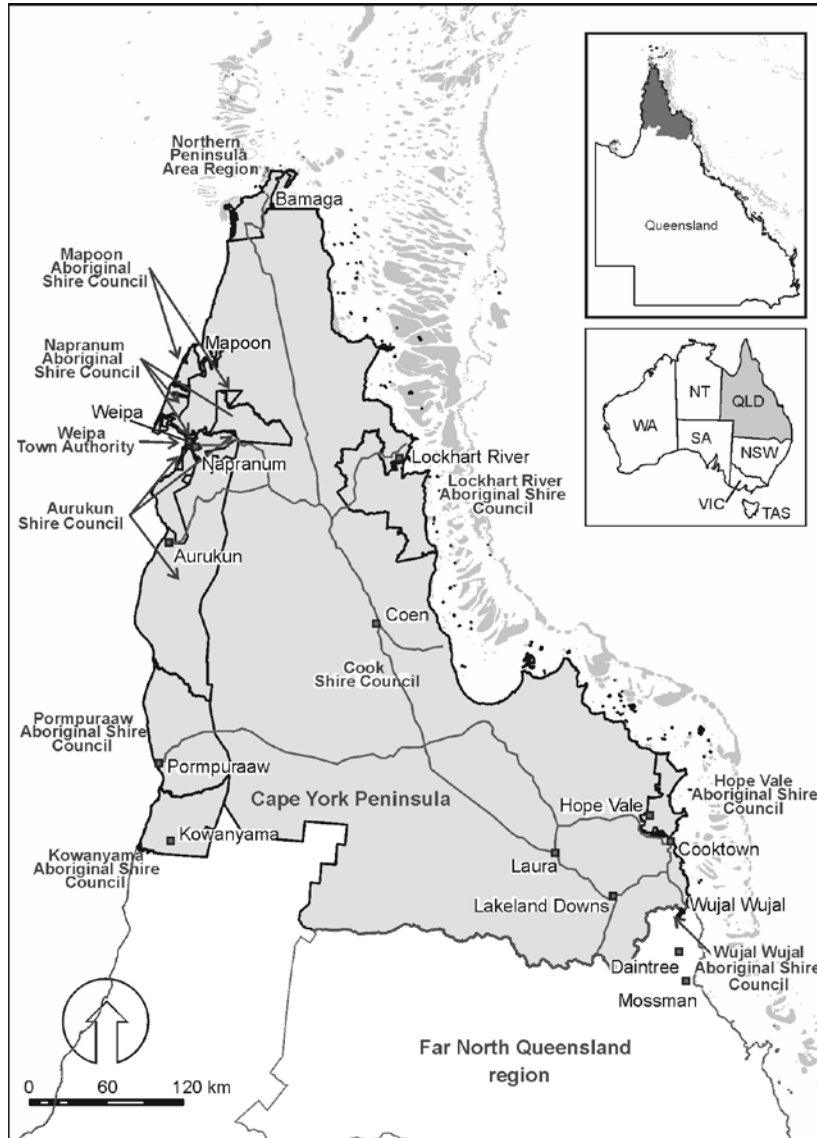 Northern
Peninsula
Area Region
Bamaga
Mapoon
Aboriginal
Shire Council
Mapoon
Napranum
Aboriginal
Shire Council
Weipa
Weipa
Town Authority
Napranum
Lockhart River
Lockhart River
Aboriginal Shire
Council
Aurukun
Shire Council
Aurukun
Coen
Cook
Shire Council
Pormpuraaw
Aboriginal Shire
Council
Pormpuraaw
Cape York Peninsula
Hope Vale
Hope Vale
Aboriginal Shire
Council
Kowanyama
Kowanyama
Aboriginal Shire
Council
Cooktown
Laura
Lakeland Downs
Wujal Wujal
Wujal Wujal
Aboriginal Shire
Council
Daintree
Mossman
Far North Queensland
region
0 60 120 km
Queensland
WA
NT
QLD
SA
NSW
VIC
TAS